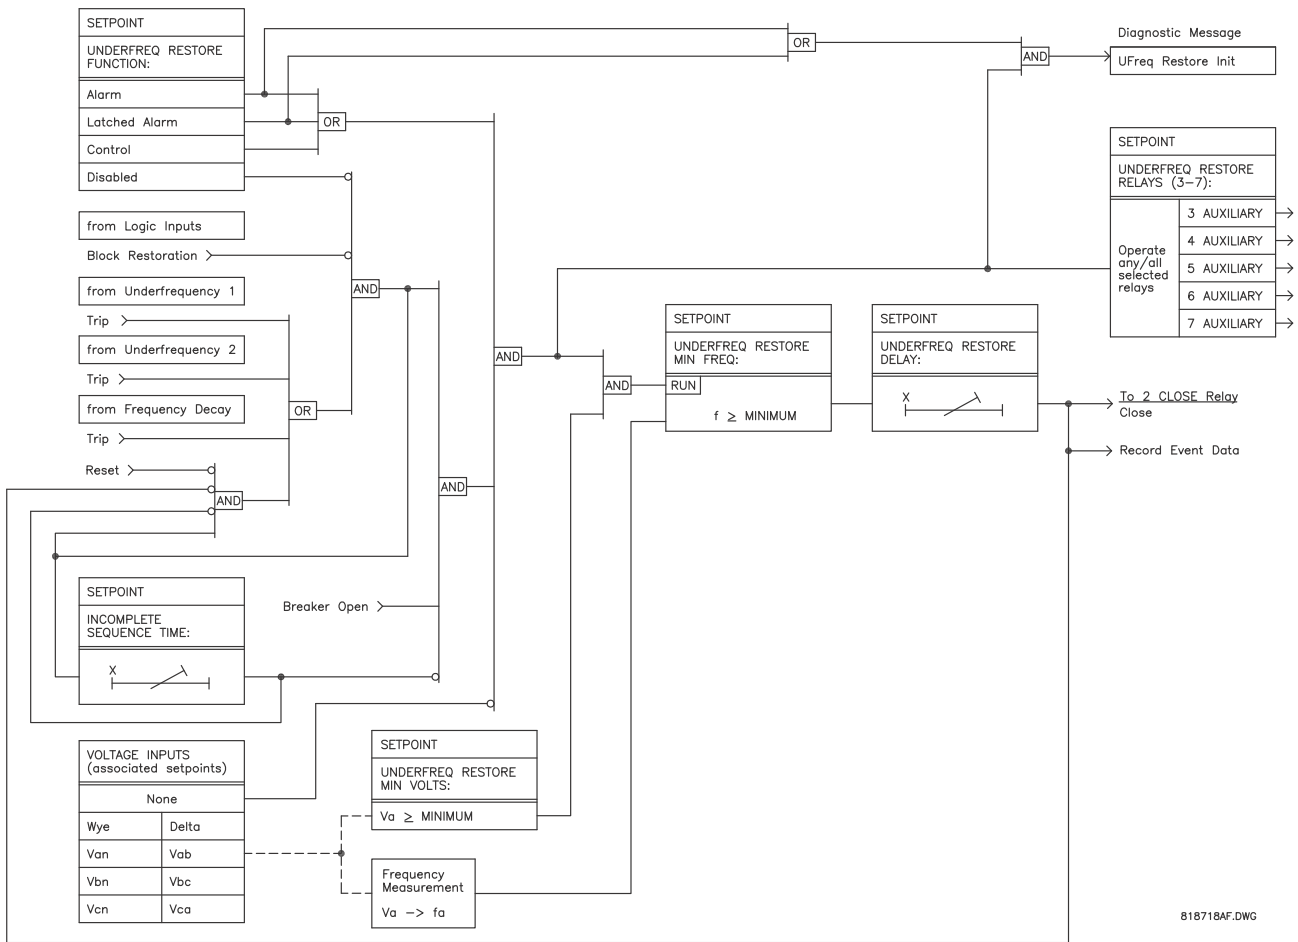 SETPOINT
UNDERFREQ RESTORE
FUNCTION:
Alarm
Latched Alarm
Control
Disabled
OR
OR
AND
Diagnostic Message
UFreq Restore Init
from Logic Inputs
Block Restoration
from Underfrequency 1
Trip
from Underfrequency 2
Trip
from Frequency Decay
Trip
Reset
AND
OR
AND
AND
AND
AND
SETPOINT
UNDERFREQ RESTORE
RELAYS (3–7):
Operate
any/all
selected
relays
3 AUXILIARY
4 AUXILIARY
5 AUXILIARY
6 AUXILIARY
7 AUXILIARY
SETPOINT
UNDERFREQ RESTORE
MIN FREQ:
RUN
f ≥ MINIMUM
SETPOINT
UNDERFREQ RESTORE
DELAY:
X
To 2 CLOSE Relay
Close
Record Event Data
SETPOINT
INCOMPLETE
SEQUENCE TIME:
X
Breaker Open
VOLTAGE INPUTS
(associated setpoints)
None
Wye Delta
Van Vab
Vbn Vbc
Vcn Vca
SETPOINT
UNDERFREQ RESTORE
MIN VOLTS:
Va ≥ MINIMUM
Frequency
Measurement
Va –> fa
818718AF.DWG